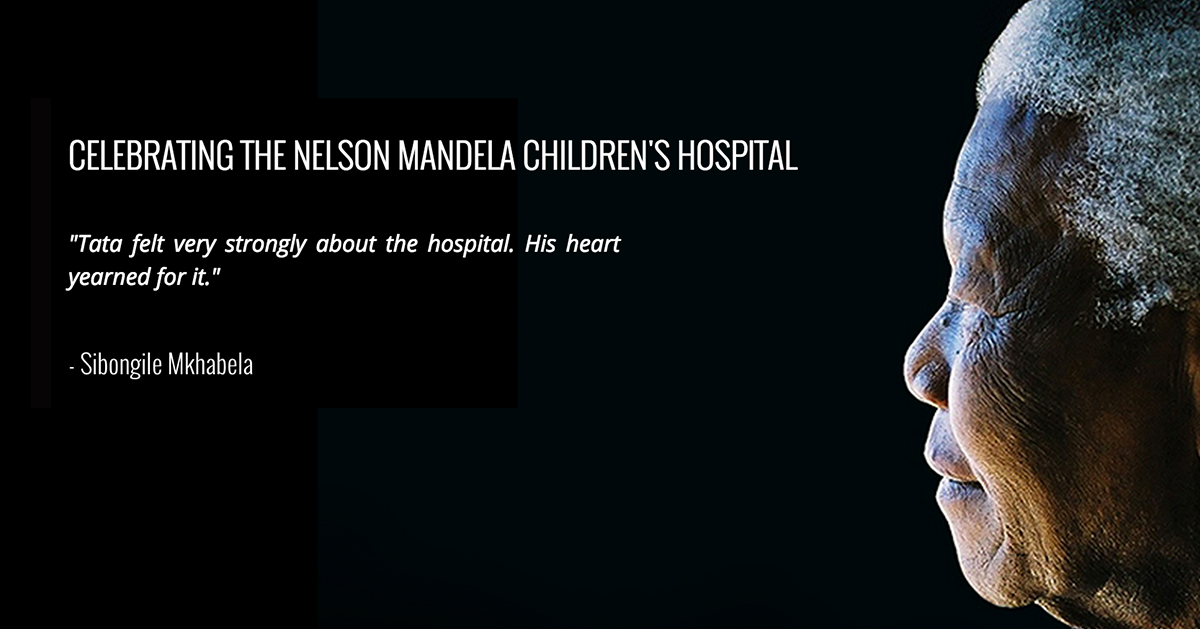 CELEBRATING THE NELSON MANDELA CHILDREN'S HOSPITAL
"Tata felt very strongly about the hospital. His heart
yearned for it."
- Sibongile Mkhabela